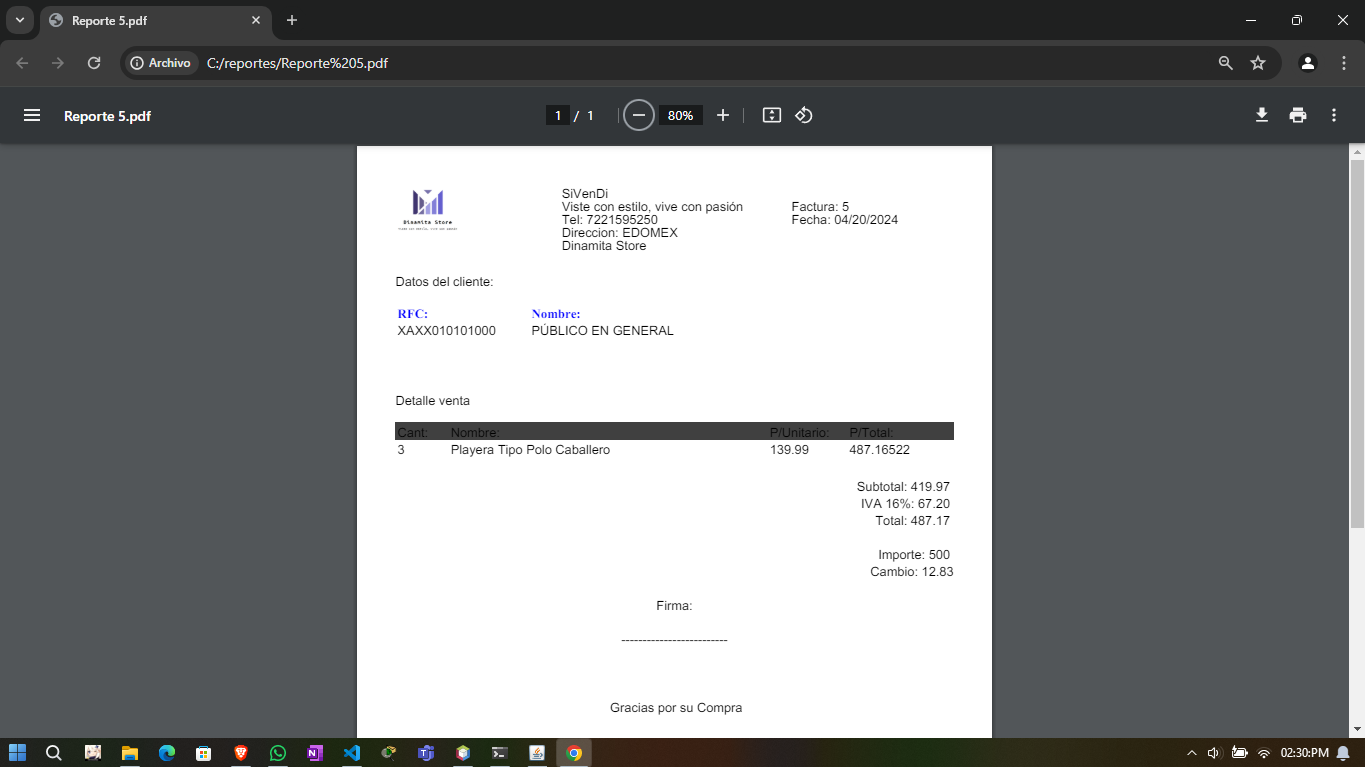 Reporte 5.pdf
Archivo
C:/reportes/Reporte%205.pdf
Reporte 5.pdf
1 / 1
80%
Dinamita Store
SiVenDi
Viste con estilo, vive con pasión
Tel: 7221595250
Direccion: EDOMEX
Dinamita Store
Factura: 5
Fecha: 04/20/2024
Datos del cliente:
RFC: Nombre:
XAXX010101000 PÚBLICO EN GENERAL
Detalle venta
Cant: Nombre: P/Unitario: P/Total:
3 Playera Tipo Polo Caballero 139.99 487.16522
Subtotal: 419.97
IVA 16%: 67.20
Total: 487.17
Importe: 500
Cambio: 12.83
Firma:
-------------------------
Gracias por su Compra
02:30:PM